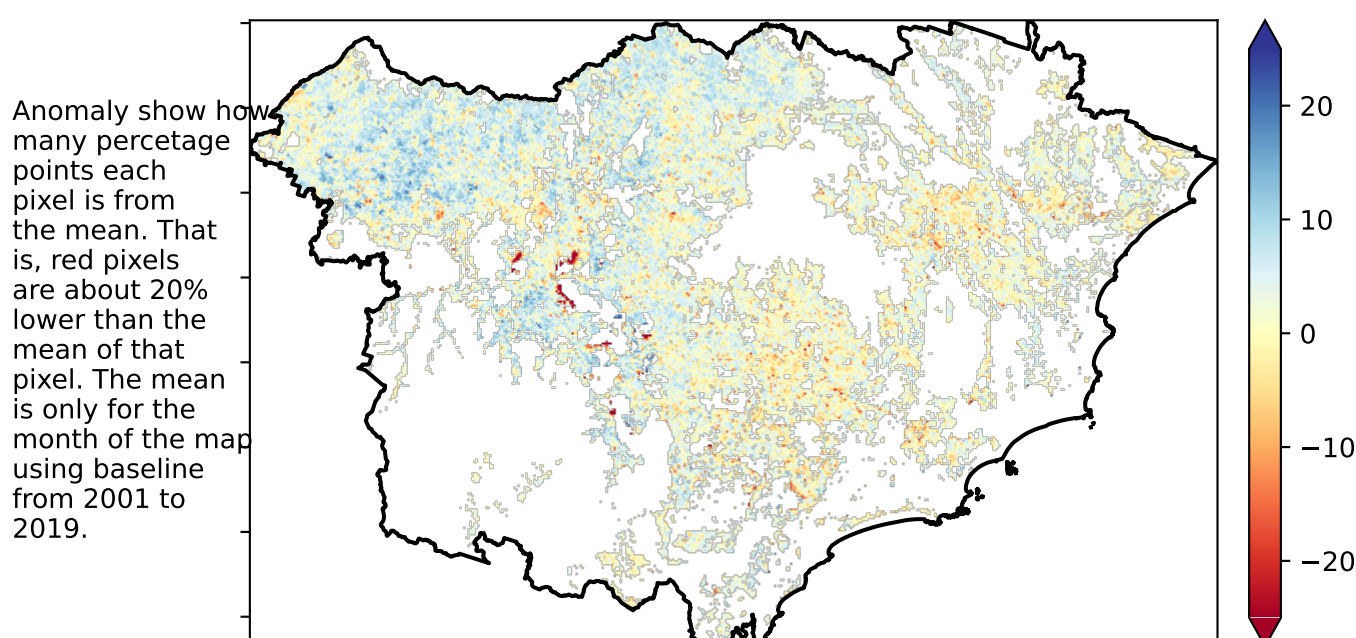 Anomaly show how
many percetage
points each
pixel is from
the mean. That
is, red pixels
are about 20%
lower than the
mean of that
pixel. The mean
is only for the
month of the map
using baseline
from 2001 to
2019.
20
10
0
−10
−20